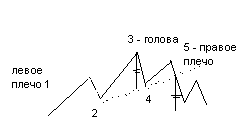 3 - голова
5 - правое
плечо
левое
плечо 1
4
2